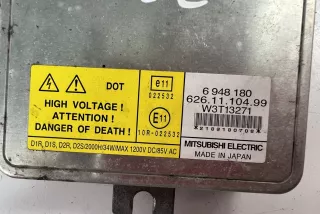 DOT
HIGH VOLTAGE !
ATTENTION !
DANGER OF DEATH !
D1R, D1S, D2R, D2S/2000H/34W/MAX 1200V DC/85V AC
e11
022532
E11
10R-022532
6 948 180
626.11.104.99
W3T13271
MITSUBISHI ELECTRIC
MADE IN JAPAN